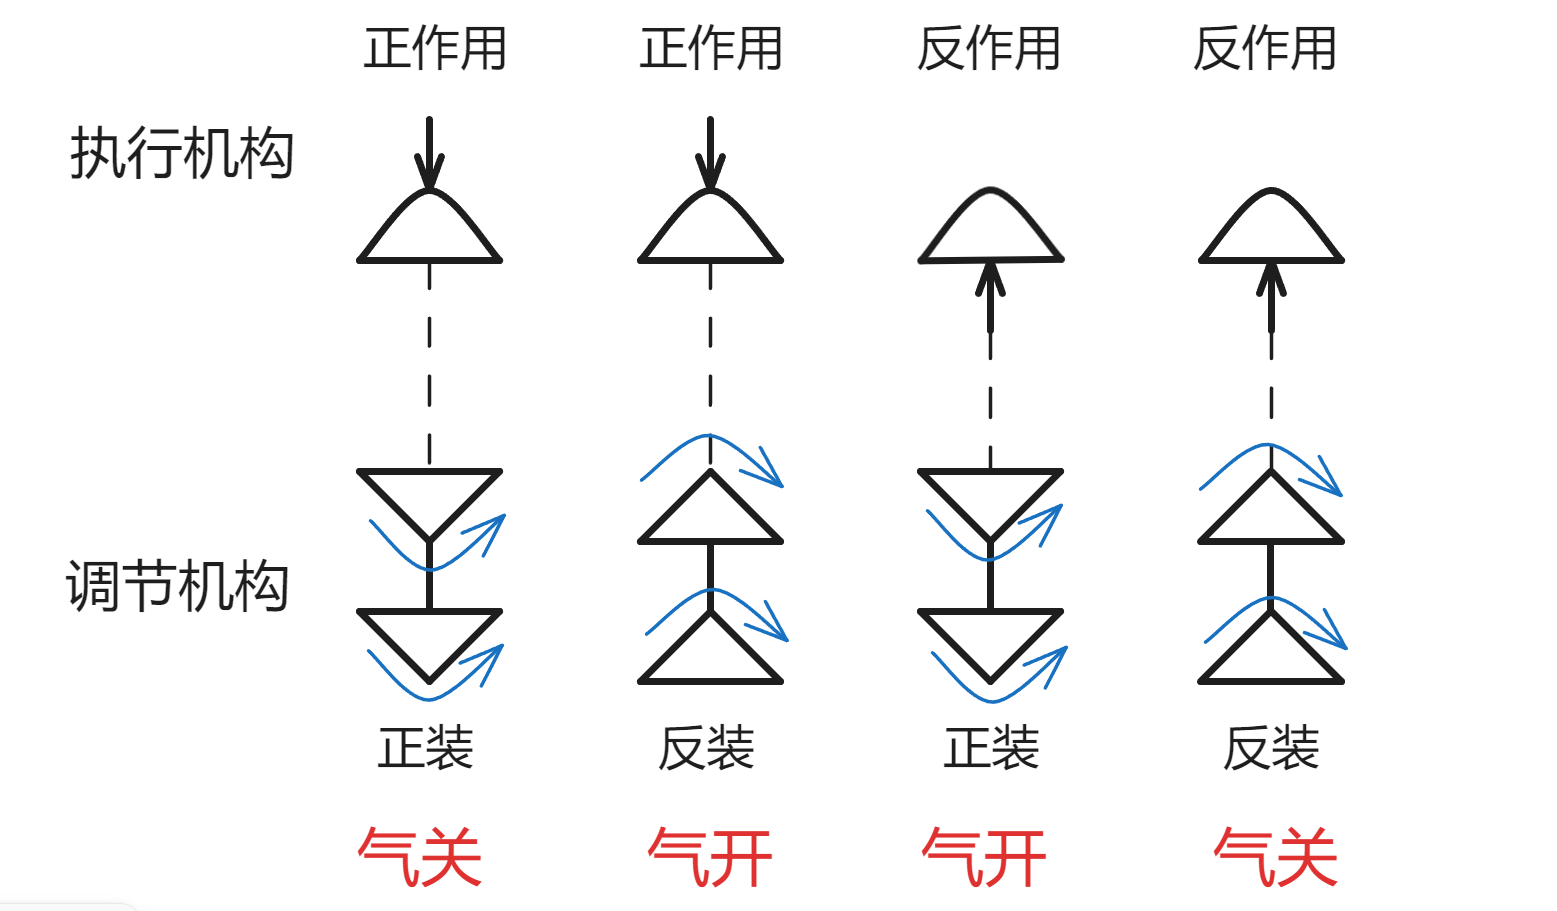 正作用 正作用 反作用 反作用
执行机构
调节机构
正装 反装 正装 反装
气关 气开 气开 气关